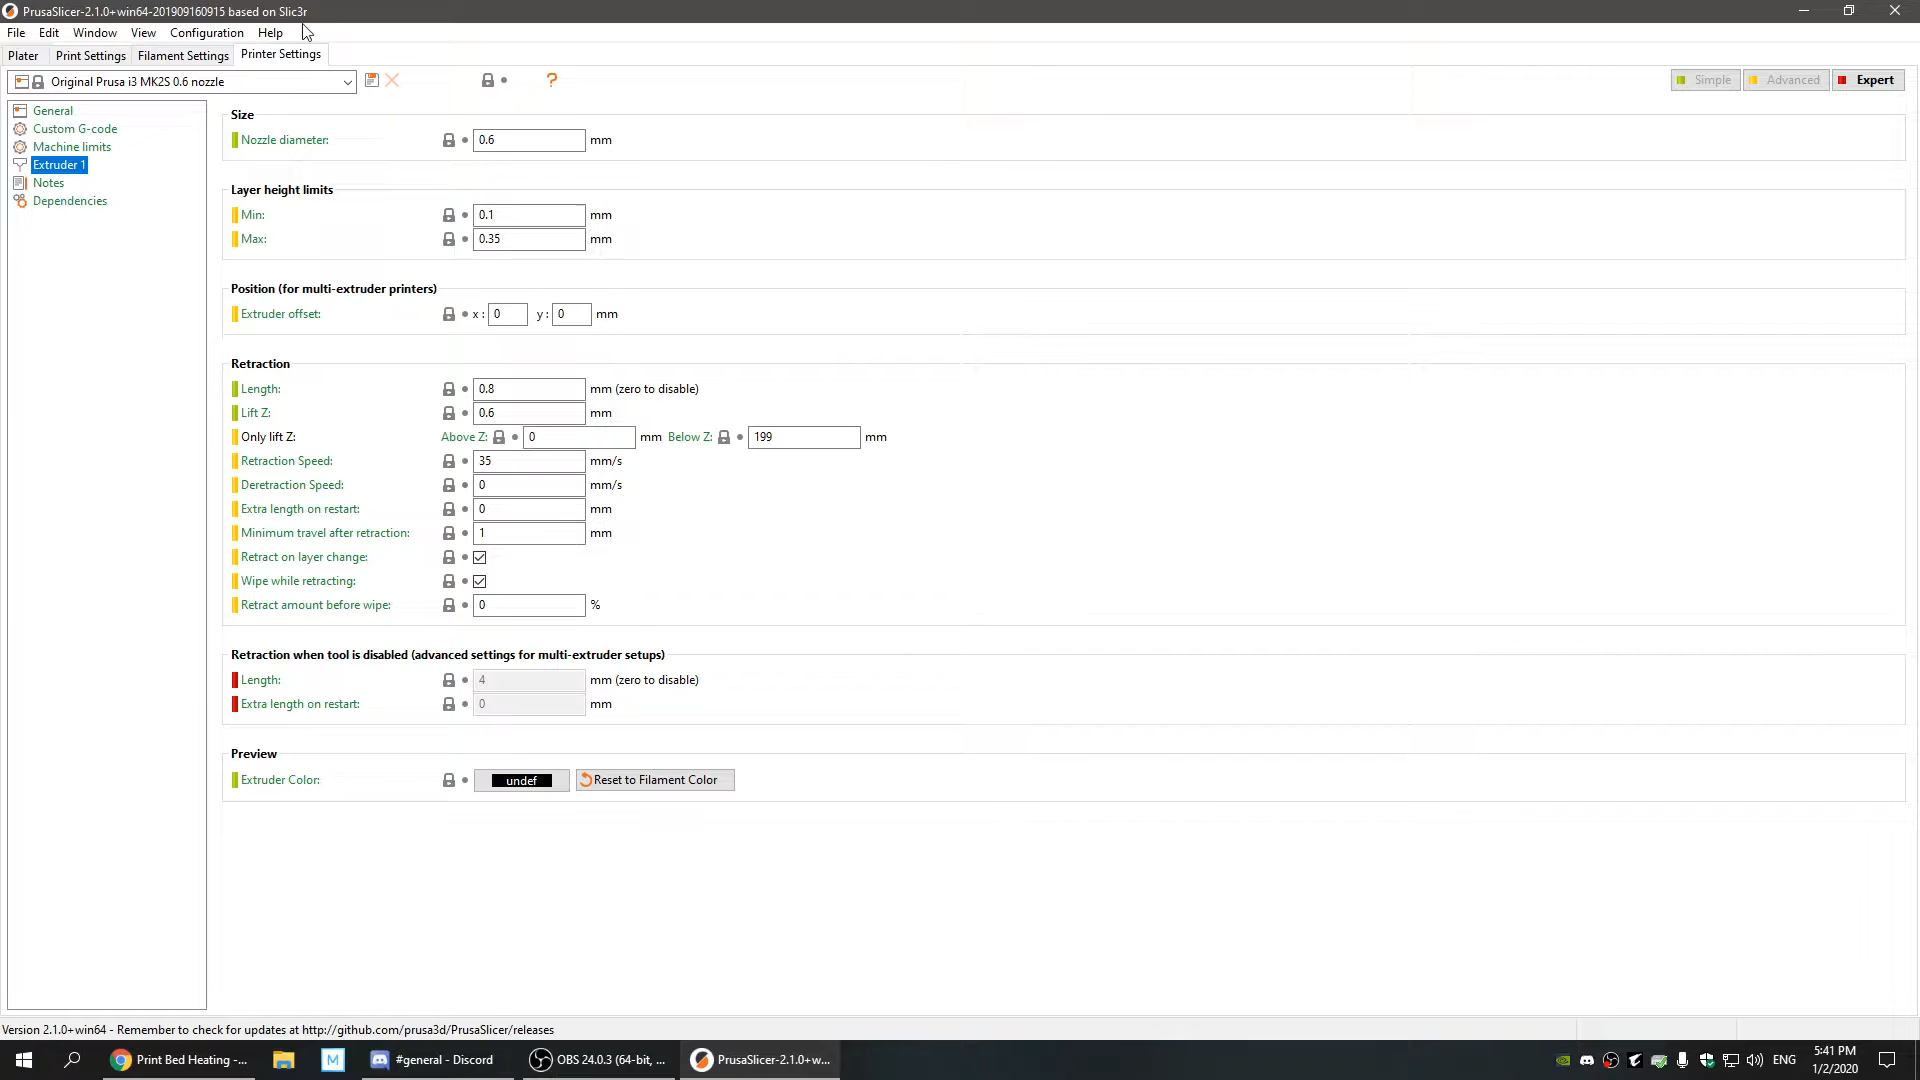 PrusaSlicer-2.1.0+win64-201909160915 based on Slic3r
File Edit Window View Configuration Help
Plater Print Settings Filament Settings Printer Settings
Original Prusa i3 MK2S 0.6 nozzle ? Simple Advanced Expert
General
Custom G-code
Machine limits
Extruder 1
Notes
Dependencies
Size
Nozzle diameter: 0.6 mm
Layer height limits
Min: 0.1 mm
Max: 0.35 mm
Position (for multi-extruder printers)
Extruder offset: x : 0 y : 0 mm
Retraction
Length: 0.8 mm (zero to disable)
Lift Z: 0.6 mm
Only lift Z: Above Z: 0 mm Below Z: 199 mm
Retraction Speed: 35 mm/s
Deretraction Speed: 0 mm/s
Extra length on restart: 0 mm
Minimum travel after retraction: 1 mm
Retract on layer change:
Wipe while retracting:
Retract amount before wipe: 0 %
Retraction when tool is disabled (advanced settings for multi-extruder setups)
Length: 4 mm (zero to disable)
Extra length on restart: 0 mm
Preview
Extruder Color: undef Reset to Filament Color
Version 2.1.0+win64 - Remember to check for updates at http://github.com/prusa3d/PrusaSlicer/releases
Print Bed Heating -... M #general - Discord OBS 24.0.3 (64-bit, ... PrusaSlicer-2.1.0+w... ENG 5:41 PM
1/2/2020